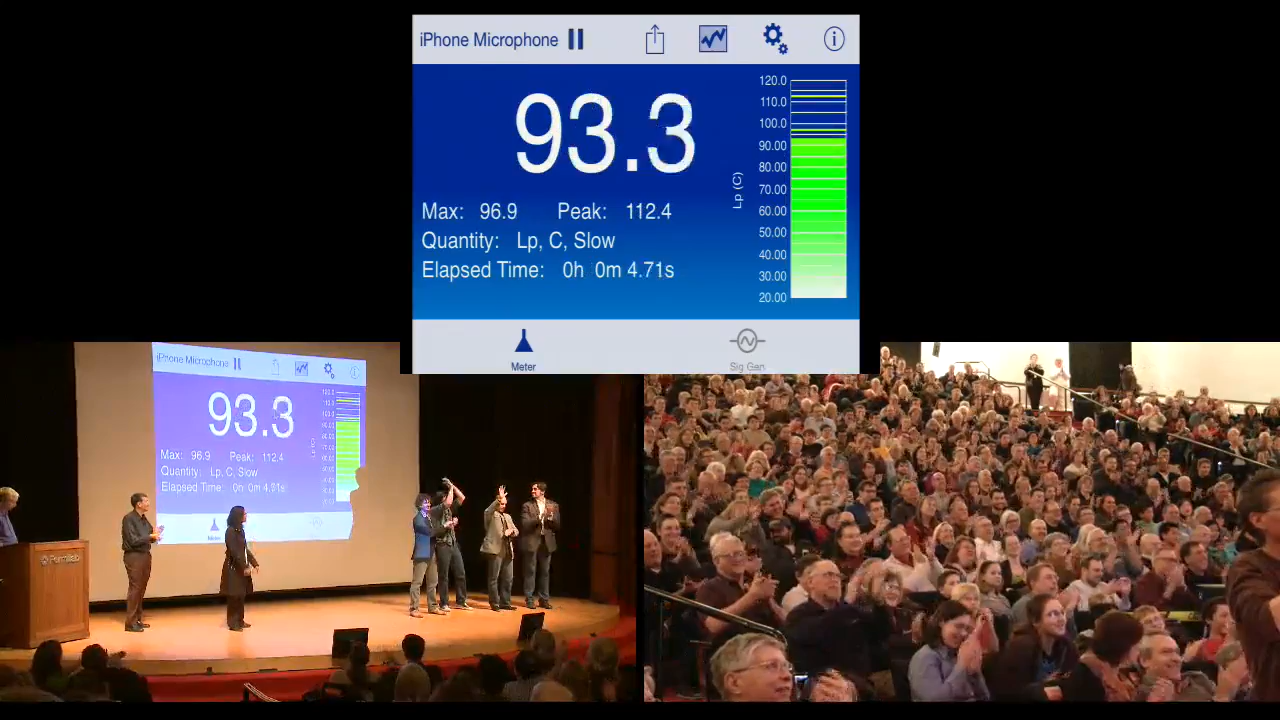 iPhone Microphone
93.3
120.0
110.0
100.0
90.00
80.00
70.00
60.00
50.00
40.00
30.00
20.00
Lp (C)
Max: 96.9 Peak: 112.4
Quantity: Lp, C, Slow
Elapsed Time: 0h 0m 4.71s
Meter
Sig Gen
iPhone Microphone
93.3
Max: 96.9 Peak: 112.4
Quantity: Lp, C, Slow
Elapsed Time: 0h 0m
Meter
Fermilab